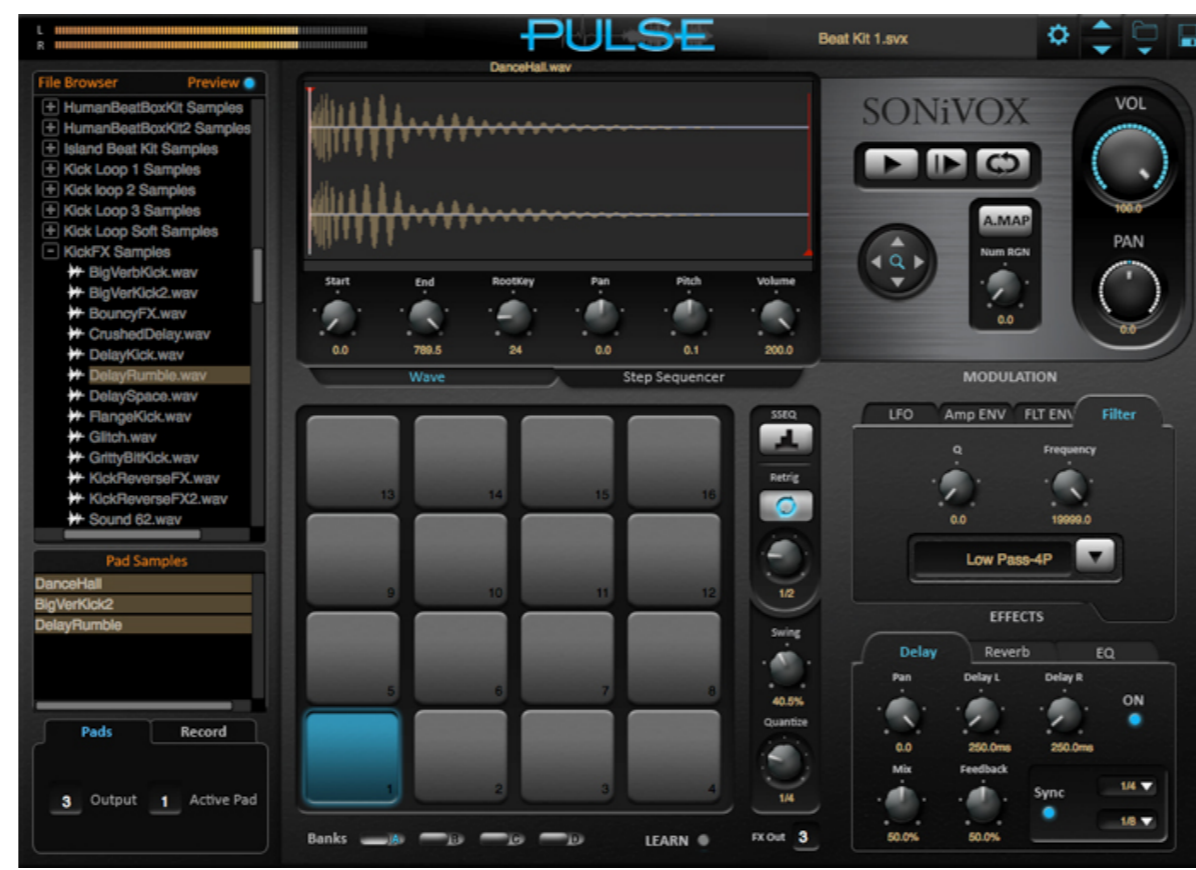 L
R
PULSE
Beat Kit 1.svx
File Browser Preview
HumanBeatBoxKit Samples
HumanBeatBoxKit2 Samples
Island Beat Kit Samples
Kick Loop 1 Samples
Kick loop 2 Samples
Kick Loop 3 Samples
Kick Loop Soft Samples
KickFX Samples
BigVerbKick.wav
BigVerKick2.wav
BouncyFX.wav
CrushedDelay.wav
DelayKick.wav
DelayRumble.wav
DelaySpace.wav
FlangeKick.wav
Glitch.wav
GrittyBitKick.wav
KickReverseFX.wav
KickReverseFX2.wav
Sound 62.wav
Pad Samples
DanceHall
BigVerKick2
DelayRumble
Pads Record
3 Output 1 Active Pad
DanceHall.wav
Start End RootKey Pan Pitch Volume
0.0 789.5 24 0.0 0.1 200.0
Wave Step Sequencer
13 14 15 16
9 10 11 12
5 6 7 8
1 2 3 4
Banks A B C D LEARN
SSEQ
Retrig
1/2
Swing
40.5%
Quantize
1/4
FX Out 3
SONiVOX
A.MAP
Num RGN
0.0
VOL
100.0
PAN
0.0
MODULATION
LFO Amp ENV FLT ENV Filter
Q Frequency
0.0 19999.0
Low Pass-4P
EFFECTS
Delay Reverb EQ
Pan Delay L Delay R
ON
0.0 250.0ms 250.0ms
Mix Feedback
Sync 1/4
1/8
50.0% 50.0%